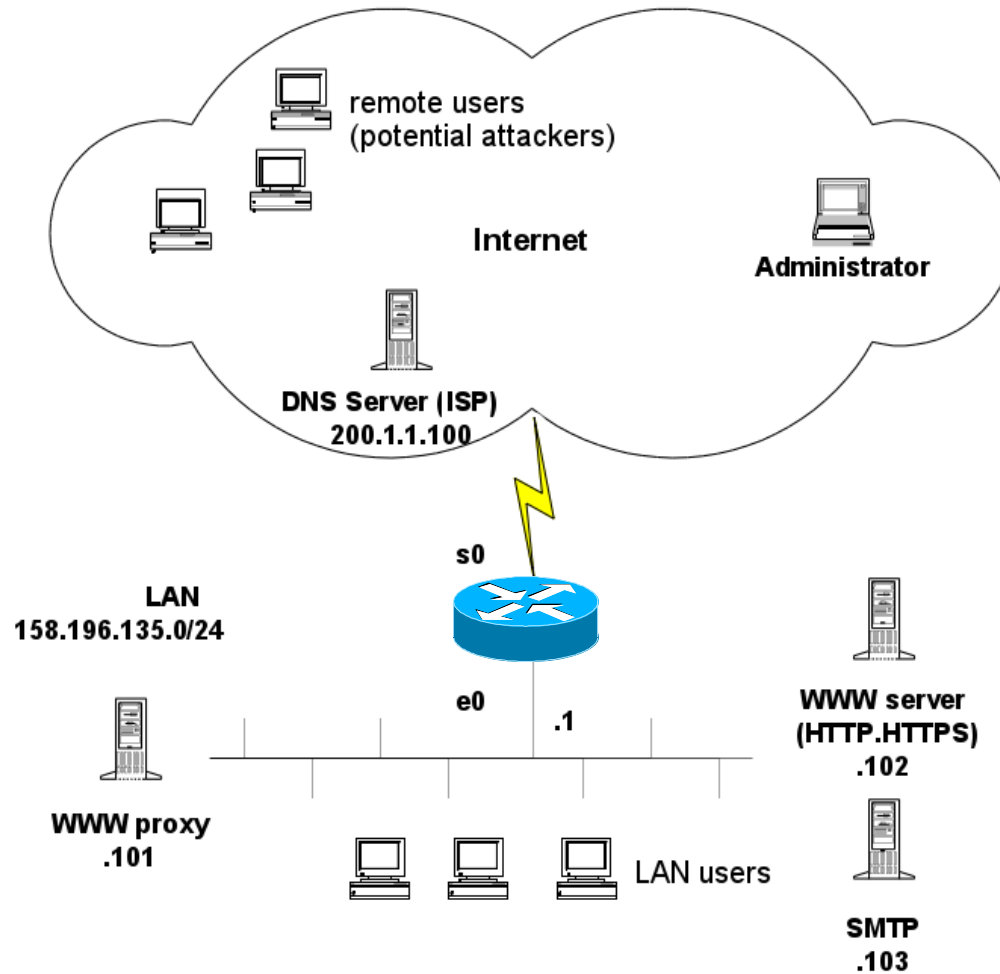 remote users
(potential attackers)
Internet
Administrator
DNS Server (ISP)
200.1.1.100
s0
LAN
158.196.135.0/24
e0
.1
WWW server
(HTTP.HTTPS)
.102
WWW proxy
.101
LAN users
SMTP
.103